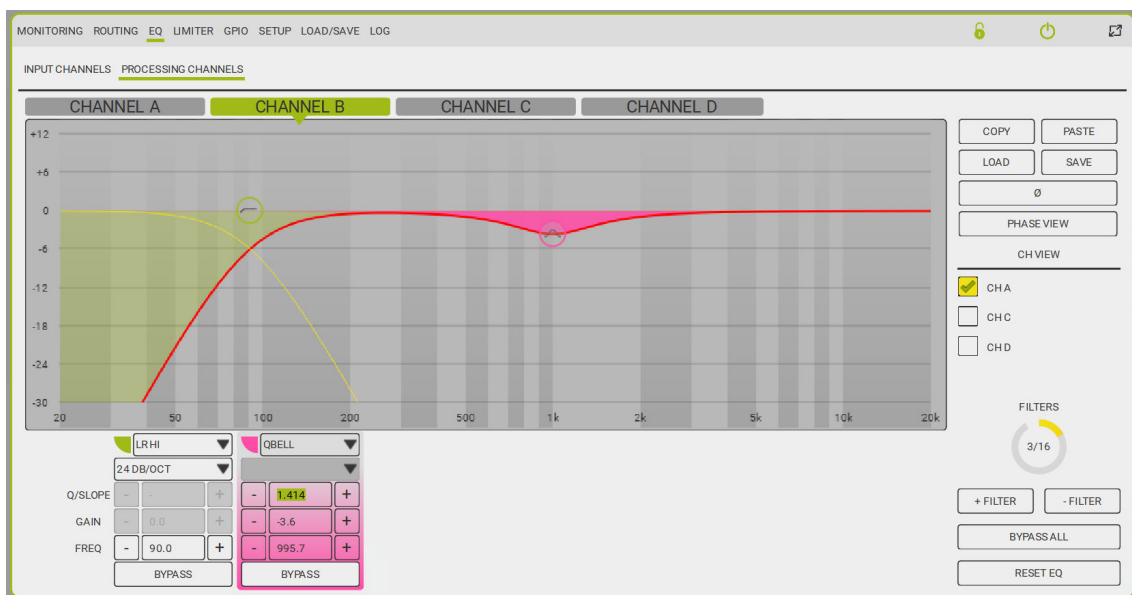 MONITORING ROUTING EQ LIMITER GPIO SETUP LOAD/SAVE LOG
INPUT CHANNELS PROCESSING CHANNELS
CHANNEL A CHANNEL B CHANNEL C CHANNEL D
+12
+6
0
-6
-12
-18
-24
-30
20 50 100 200 500 1k 2k 5k 10k 20k
COPY PASTE
LOAD SAVE
Ø
PHASE VIEW
CH VIEW
CH A
CH C
CH D
FILTERS
3/16
+ FILTER - FILTER
BYPASS ALL
RESET EQ
LR HI QBELL
24 DB/OCT
Q/SLOPE - - + - 1.414 +
GAIN - 0.0 + - -3.6 +
FREQ - 90.0 + - 995.7 +
BYPASS BYPASS